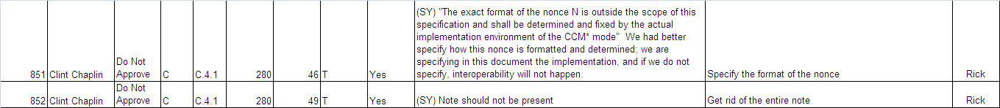 (SY) "The exact format of the nonce N is outside the scope of this
specification and shall be determined and fixed by the actual
implementation environment of the CCM* mode"  We had better
specify how this nonce is formatted and determined; we are
Do Not specifying in this document the implementation, and if we do not
851 Clint Chaplin Approve C C.4.1 280 46 T Yes specify, interoperability will not happen. Specify the format of the nonce Rick
Do Not
852 Clint Chaplin Approve C C.4.1 280 49 T Yes (SY) Note should not be present Get rid of the entire note Rick